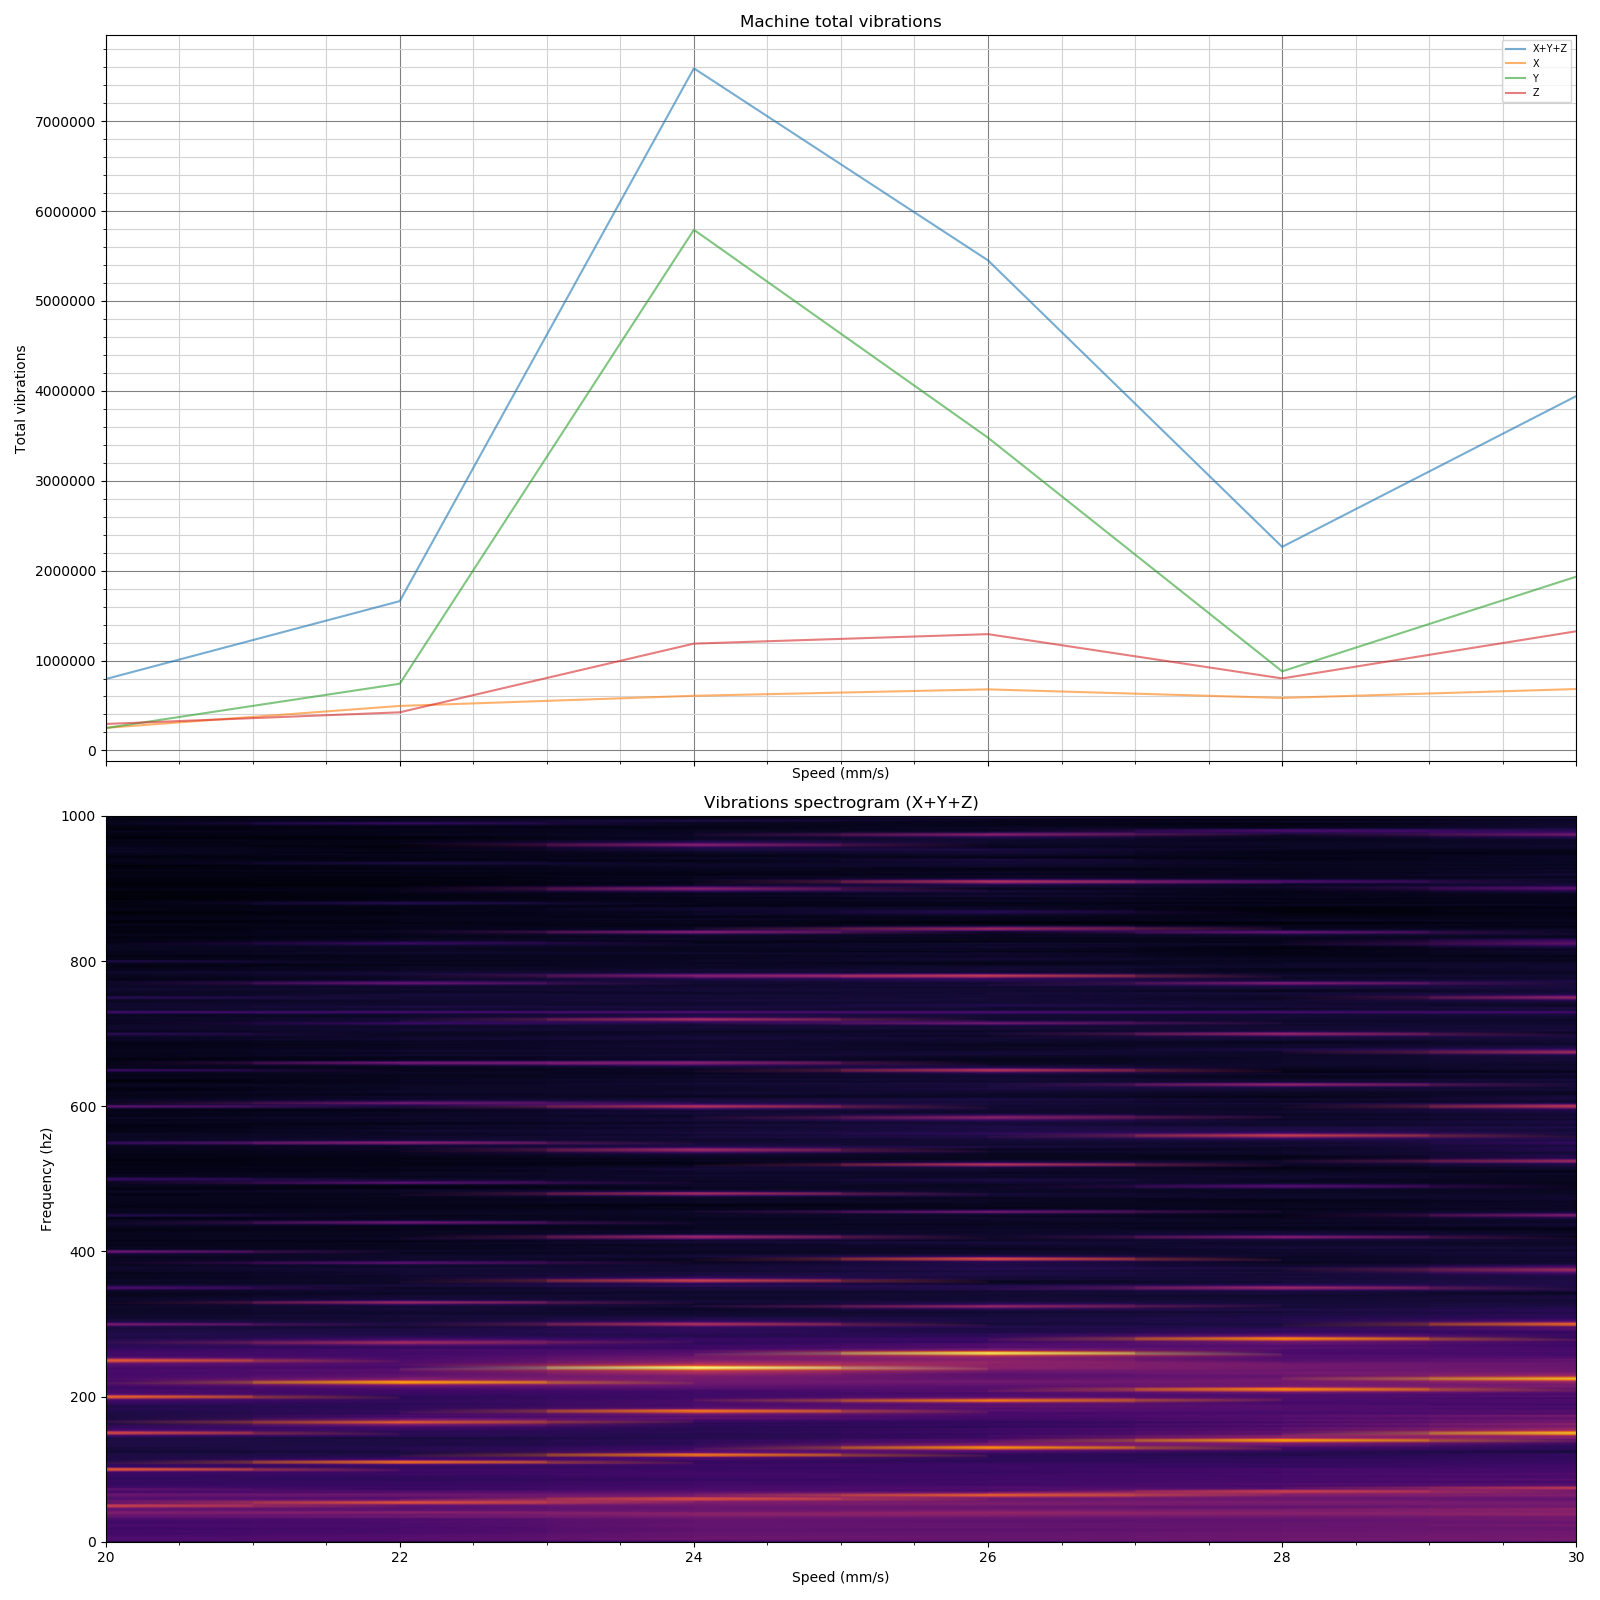 Machine total vibrations
X+Y+Z
X
Y
Z
7000000
6000000
5000000
4000000
3000000
2000000
1000000
0
Total vibrations
Speed (mm/s)
Vibrations spectrogram (X+Y+Z)
1000
800
600
400
200
0
Frequency (hz)
20 22 24 26 28 30
Speed (mm/s)